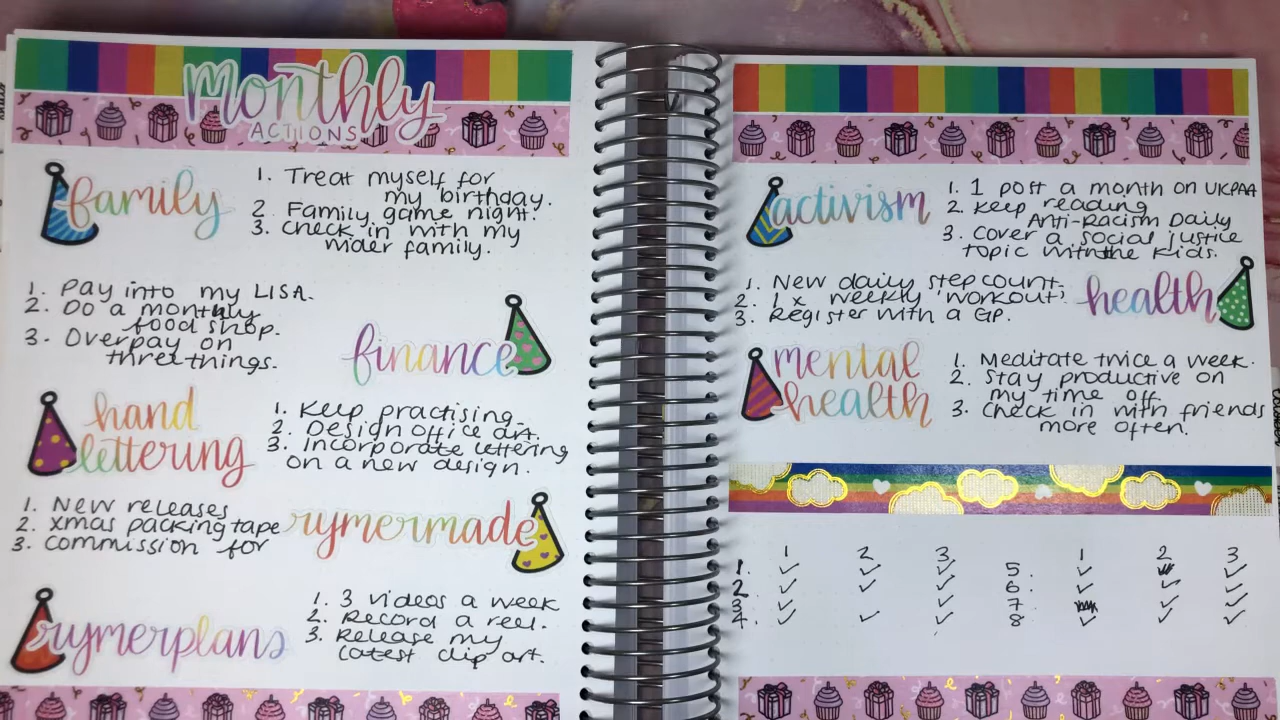 monthly
ACTIONS
family
1. Treat myself for
my birthday.
2. Family game night.
3. Check in with my
wider family.
1. Pay into my LISA.
2. Do a monthly
food shop.
3. Overpay on
three things.
finance
hand
lettering
1. Keep practising.
2. Design office art.
3. Incorporate lettering
on a new design.
1. New releases
2. Xmas packing tape
3. Commission for
rymermade
rymerplans
1. 3 videos a week
2. Record a reel.
3. Release my
latest clip art.
activism
1. 1 post a month on UKPAA
2. Keep reading
Anti-Racism Daily
3. Cover a social justice
topic with the kids.
1. New daily step count.
2. 1x weekly workout
3. Register with a GP.
health
mental
health
1. Meditate twice a week.
2. Stay productive on
my time off.
3. Check in with friends
more often.
1 2 3 1 2 3
1. ✓ ✓ ✓ 5. ✓ ✓
2. ✓ ✓ ✓ 6. ✓ ✓ ✓
3. ✓ ✓ 7 ✓ ✓
4. ✓ ✓ ✓ 8 ✓ ✓ ✓